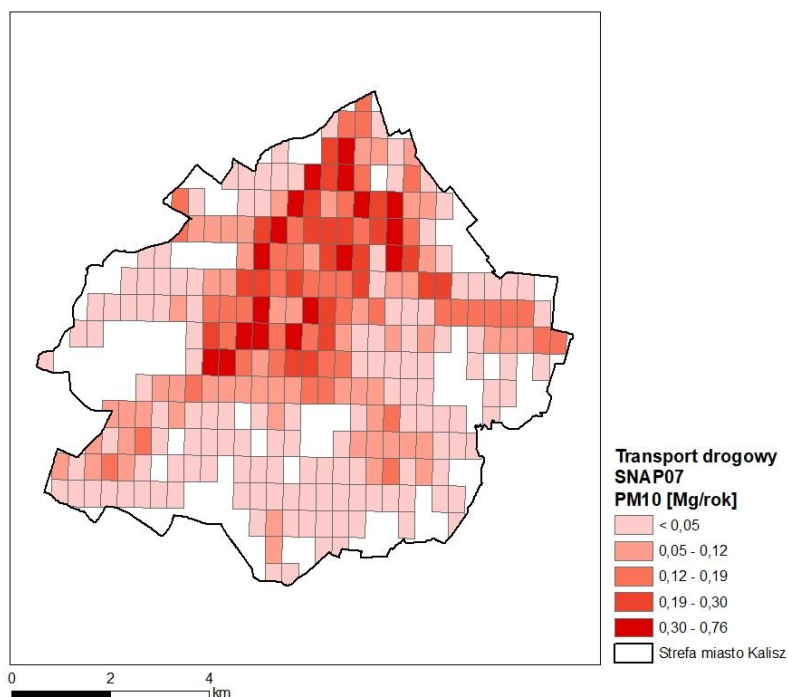 Transport drogowy
SNAP07
PM10 [Mg/rok]
< 0,05
0,05 - 0,12
0,12 - 0,19
0,19 - 0,30
0,30 - 0,76
Strefa miasto Kalisz
0 2 4
km